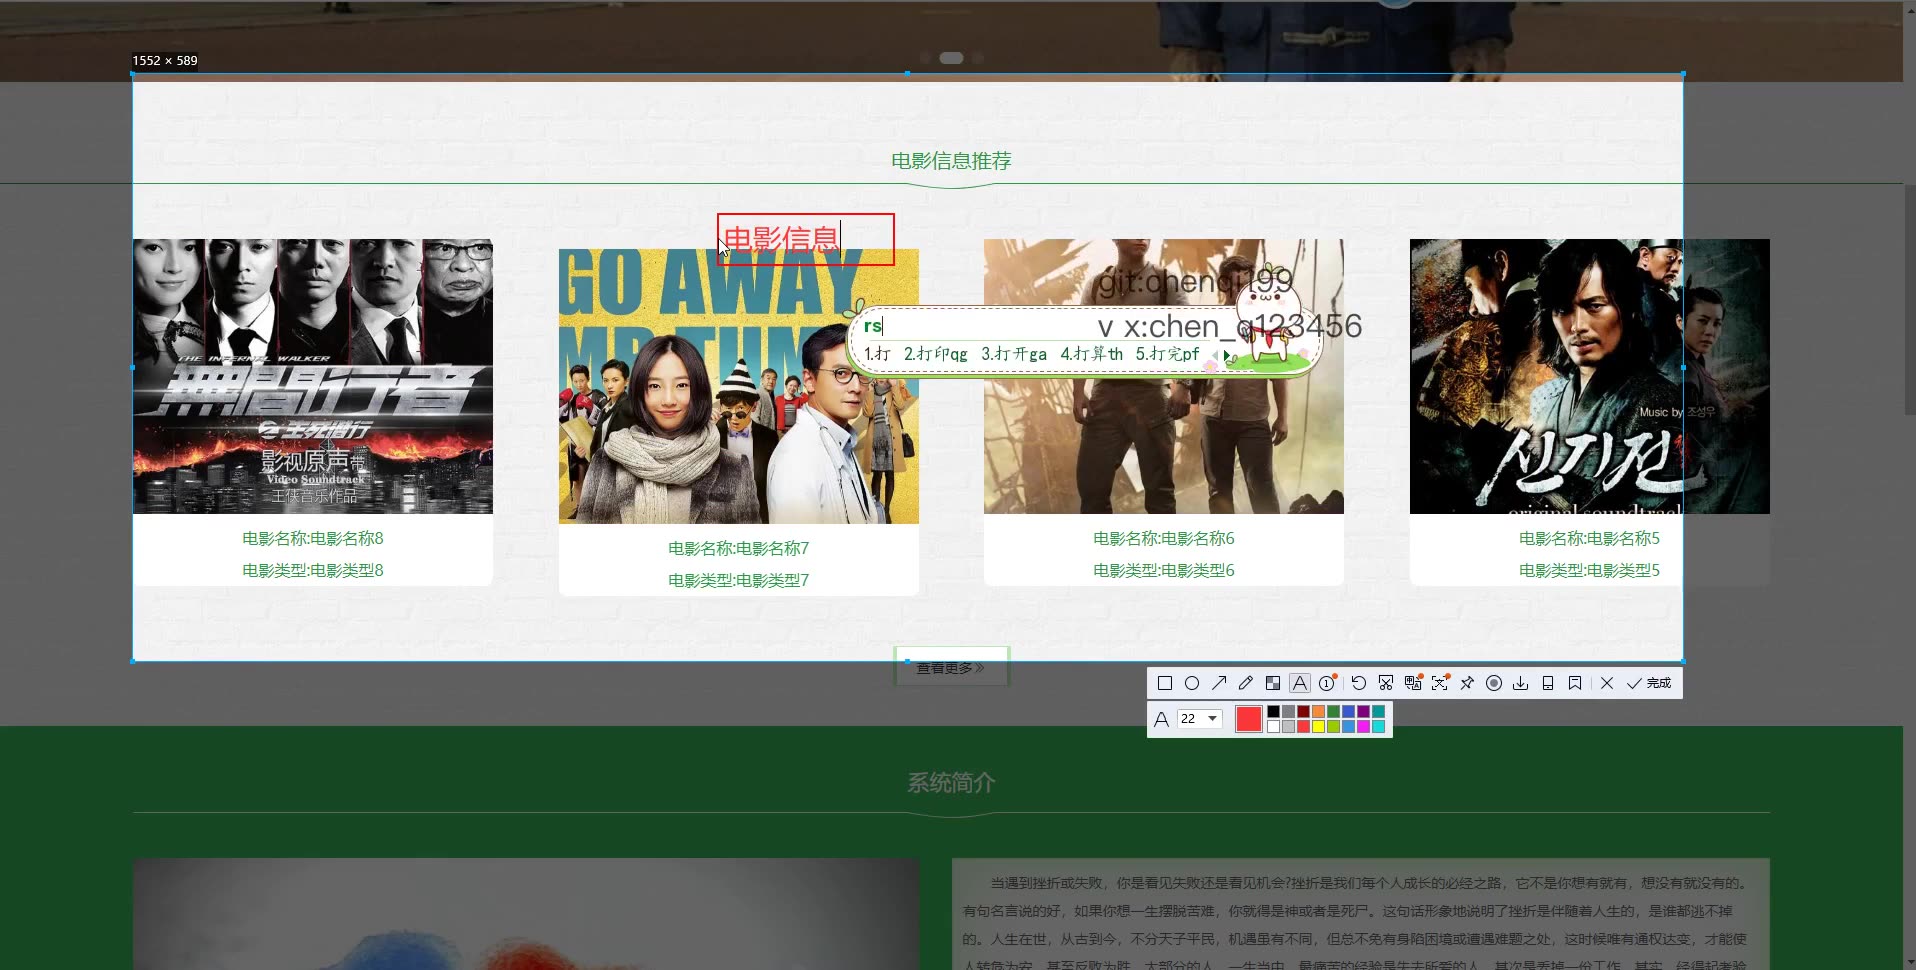 1552 × 589
电影信息推荐
电影信息
THE INFERNAL WALKER
無間行者
生死潜行
影视原声带
Video Soundtrack
王侯音乐作品
电影名称:电影名称8
电影类型:电影类型8
GO AWAY
MR TUM
电影名称:电影名称7
电影类型:电影类型7
git:chenqi199
v x:chen_q123456
rs
1.打 2.打印qg 3.打开ga 4.打算th 5.打完pf
电影名称:电影名称6
电影类型:电影类型6
Music by 조성우
신기전
original soundtrack
电影名称:电影名称5
电影类型:电影类型5
查看更多
完成
A 22
系统简介
当遇到挫折或失败，你是看见失败还是看见机会?挫折是我们每个人成长的必经之路，它不是你想有就有，想没有就没有的。
有句名言说的好，如果你想一生摆脱苦难，你就得是神或者是死尸。这句话形象地说明了挫折是伴随着人生的，是谁都逃不掉
的。人生在世，从古到今，不分天子平民，机遇虽有不同，但总不免有身陷困境或遭遇难题之处，这时候唯有通权达变，才能使
人转危为安，甚至反败为胜。大部分的人，一生当中，最痛苦的经验是失去所爱的人，其次是丢掉一份工作。其实，经得起考验